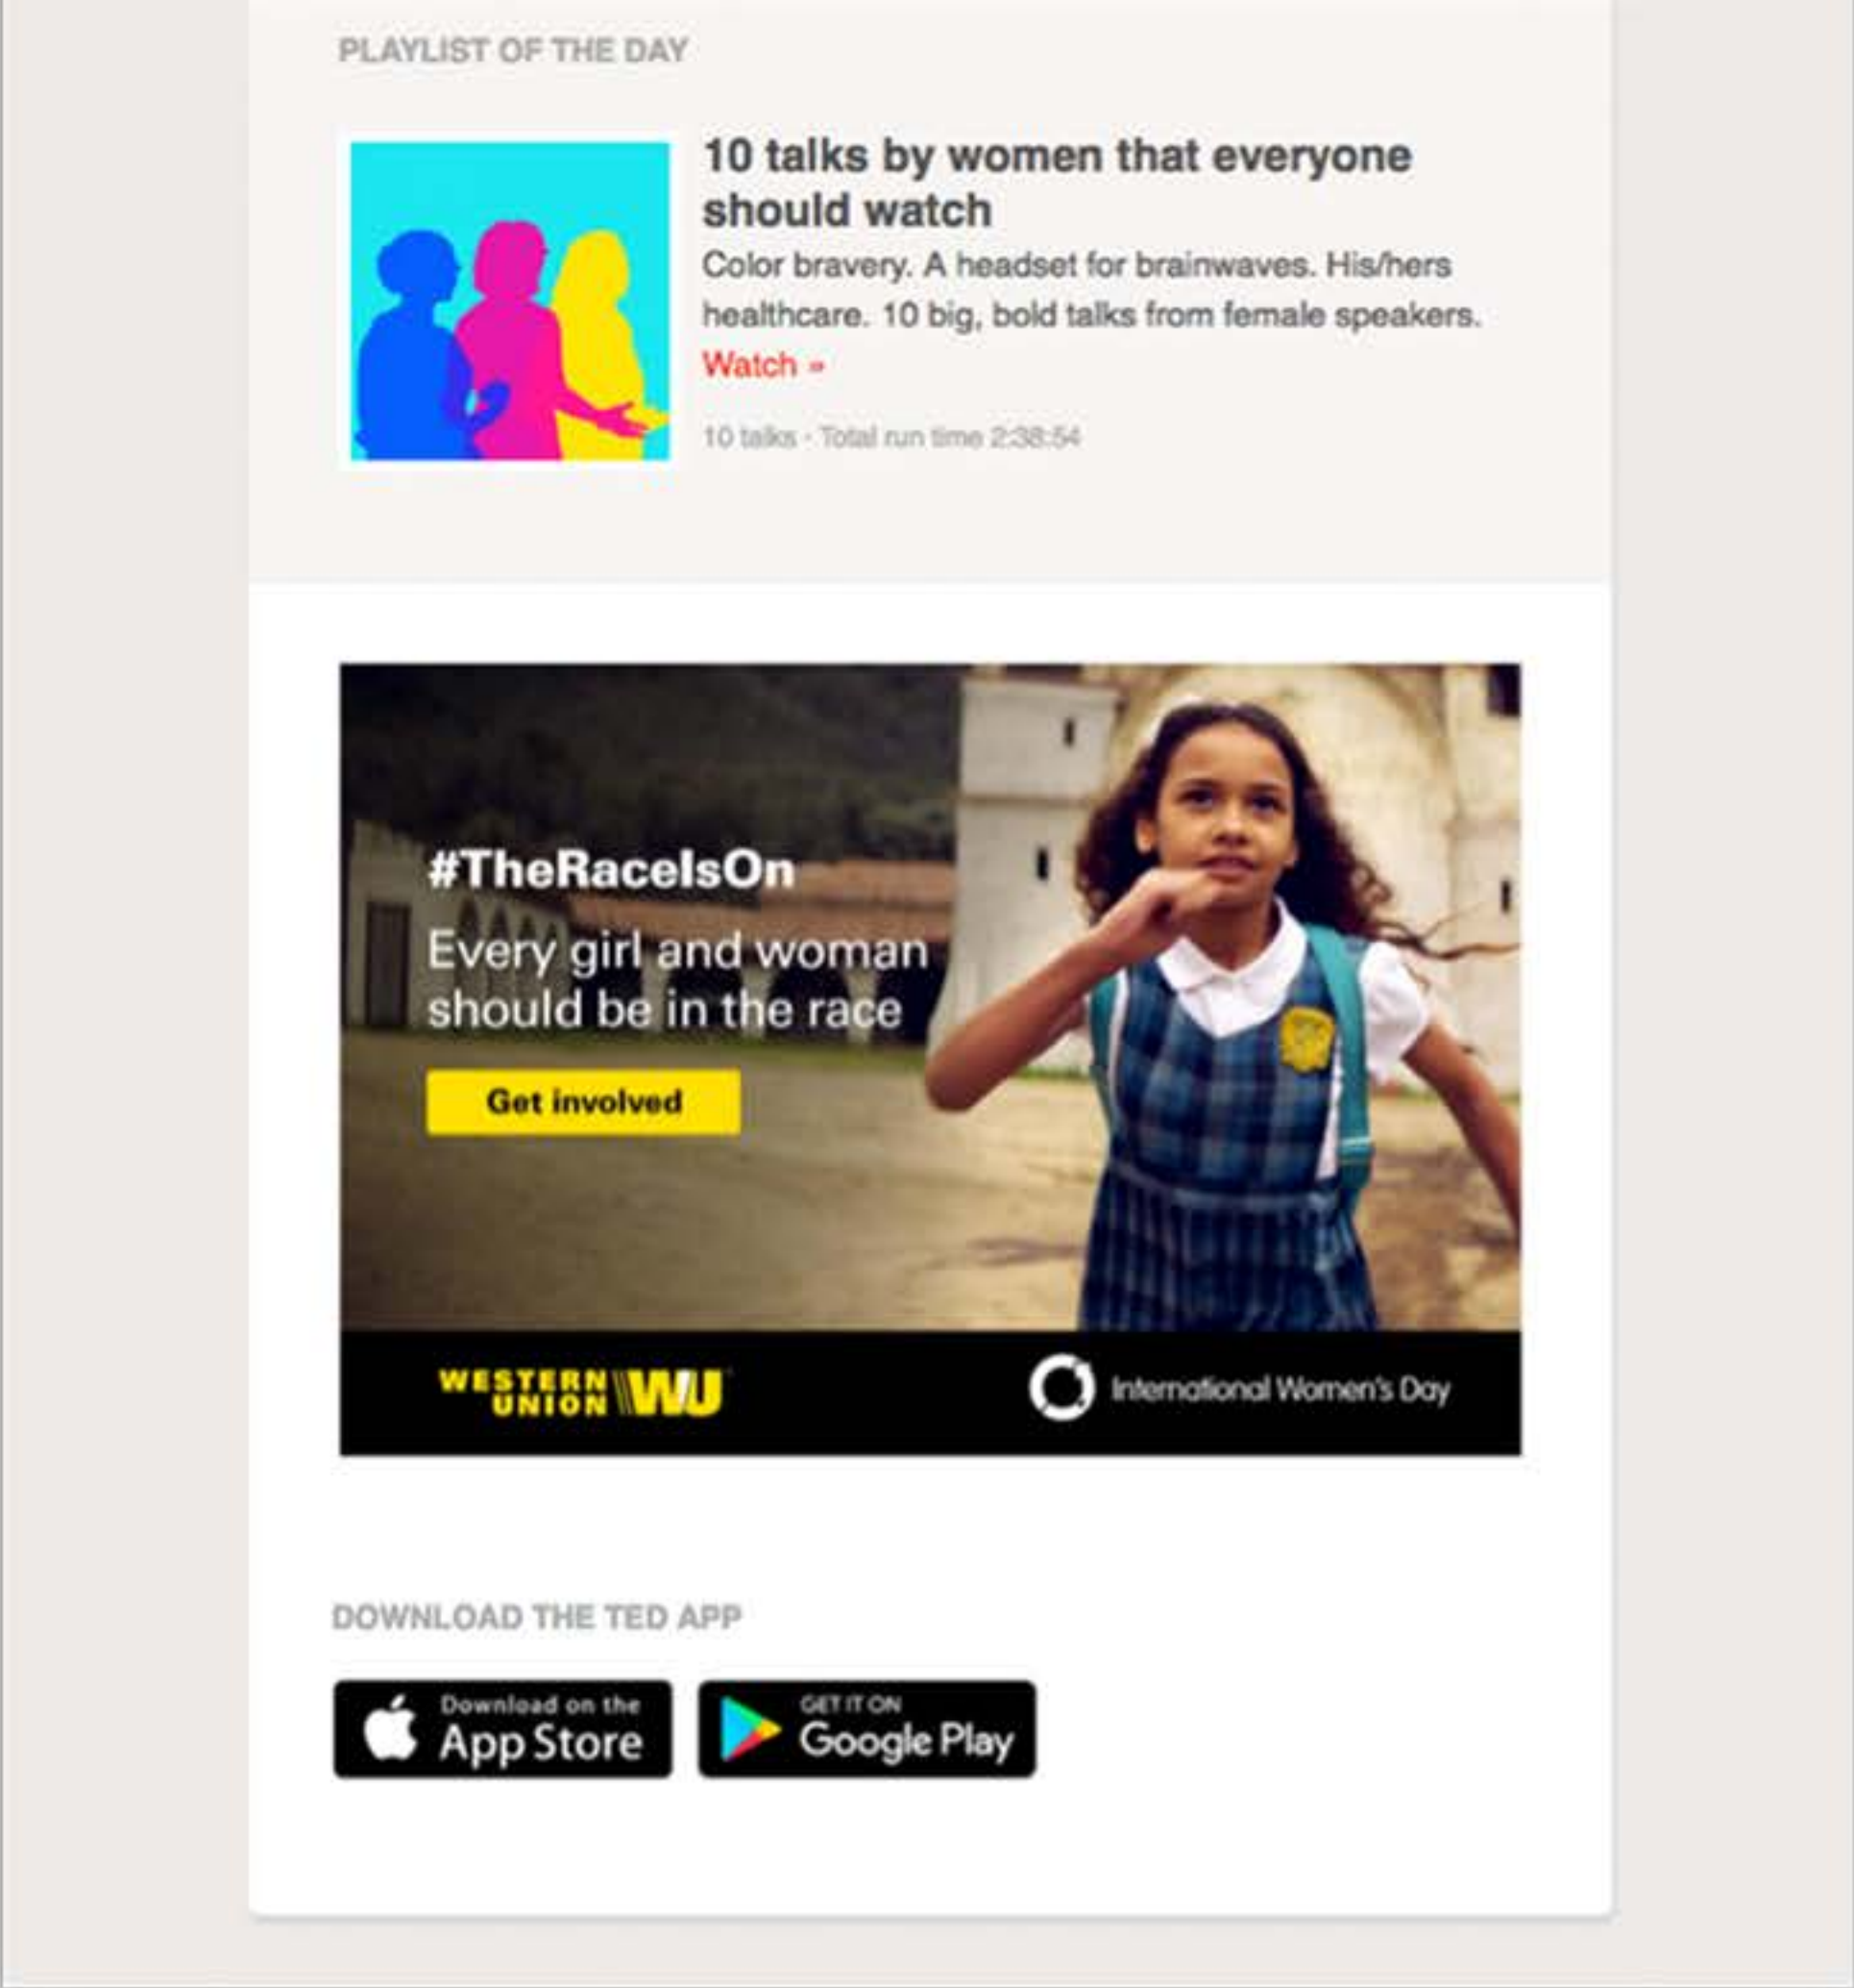 PLAYLIST OF THE DAY
10 talks by women that everyone
should watch
Color bravery. A headset for brainwaves. His/hers
healthcare. 10 big, bold talks from female speakers.
Watch »
10 talks · Total run time 2:38:54
#TheRaceIsOn
Every girl and woman
should be in the race
Get involved
WESTERN
UNION WU
International Women's Day
DOWNLOAD THE TED APP
Download on the
App Store
GET IT ON
Google Play